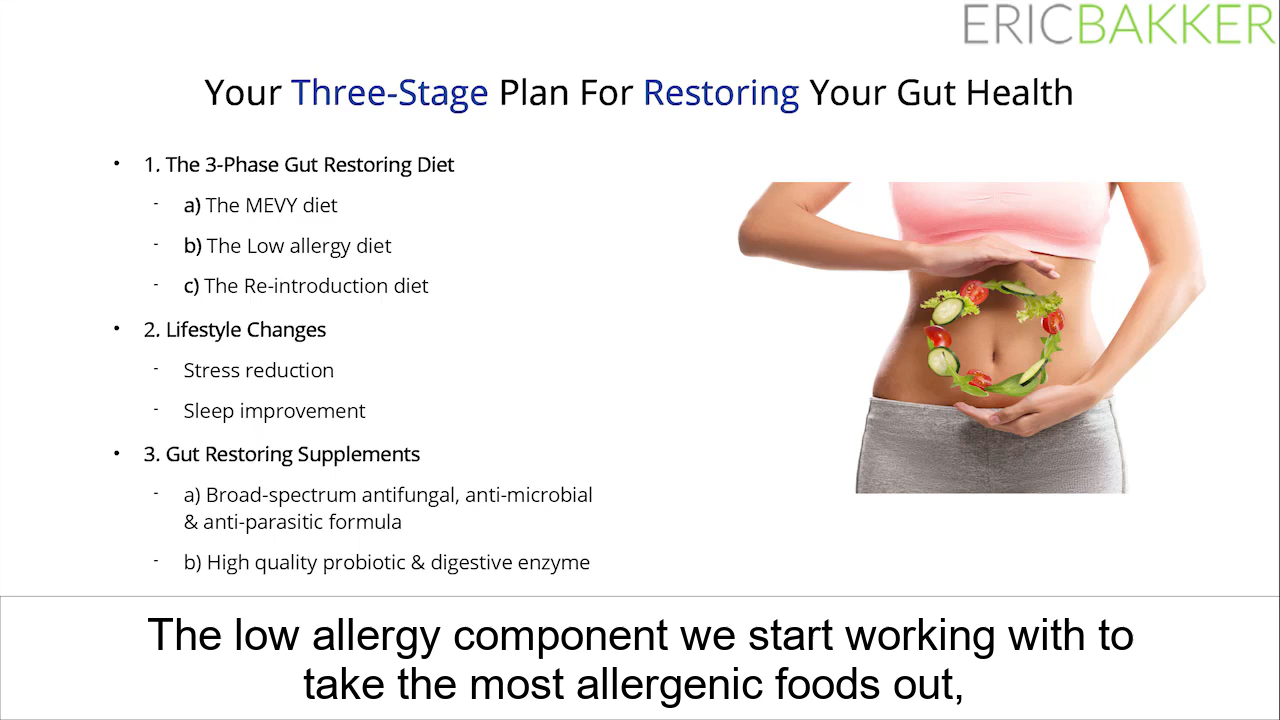 ERICBAKKER
Your Three-Stage Plan For Restoring Your Gut Health
• 1. The 3-Phase Gut Restoring Diet
- a) The MEVY diet
- b) The Low allergy diet
- c) The Re-introduction diet
• 2. Lifestyle Changes
- Stress reduction
- Sleep improvement
• 3. Gut Restoring Supplements
- a) Broad-spectrum antifungal, anti-microbial
& anti-parasitic formula
- b) High quality probiotic & digestive enzyme
The low allergy component we start working with to
take the most allergenic foods out,